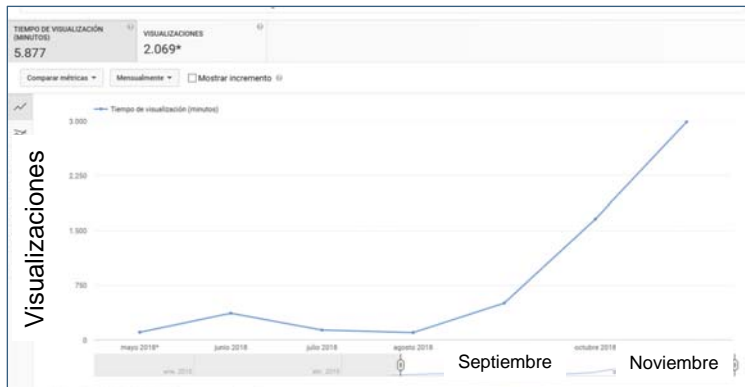 TIEMPO DE VISUALIZACIÓN
(MINUTOS)
5.877
VISUALIZACIONES
2.069*
Comparar métricas
Mensualmente
Mostrar incremento
Tiempo de visualización (minutos)
Visualizaciones
3.000
2.250
1.500
750
0
mayo 2018*
junio 2018
julio 2018
agosto 2018
octubre 2018
Septiembre
Noviembre
ene. 2018